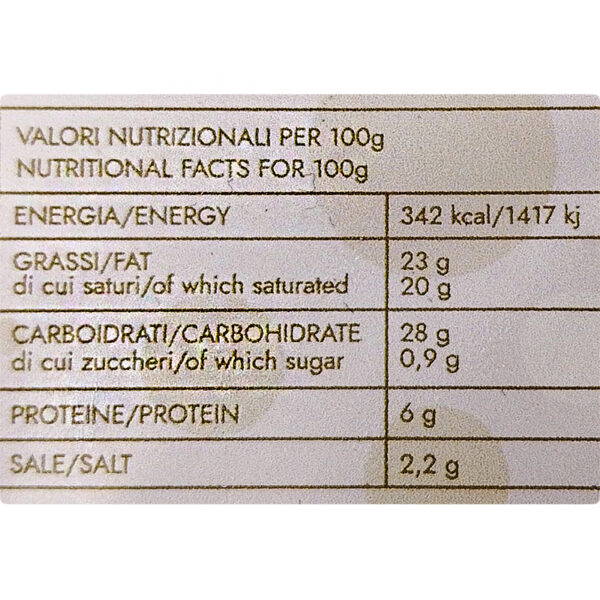 VALORI NUTRIZIONALI PER 100g
NUTRITIONAL FACTS FOR 100g
ENERGIA/ENERGY 342 kcal/1417 kj
GRASSI/FAT 23 g
di cui saturi/of which saturated 20 g
CARBOIDRATI/CARBOHIDRATE 28 g
di cui zuccheri/of which sugar 0,9 g
PROTEINE/PROTEIN 6 g
SALE/SALT 2,2 g